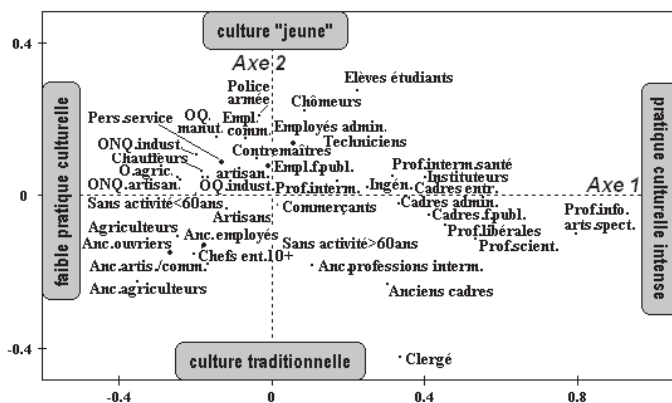 culture "jeune"
0.4
Axe 2
Elèves étudiants
Police
armée
Chômeurs
Pers.service
OQ.
manut.
Empl.
comm.
Employés admin.
Techniciens
ONQ.indust.
Contremaîtres
Chauffeurs
artisan.
Empl.f.publ.
Prof.interm.santé
O.agric.
Instituteurs
ONQ.artisan.
OQ.indust.
Prof.interm.
Ingén.
Cadres entr.
Axe 1
0
Sans activité<60ans
Artisans
Commerçants
Cadres admin.
Cadres f.publ.
Prof.info.
arts.spect.
Agriculteurs
Anc.employés
Prof.libérales
Anc.ouvriers
Sans activité>60ans
Prof.scient.
Chefs ent.10+
Anc.artis./comm.
Anc.professions interm.
Anc.agriculteurs
Anciens cadres
faible pratique culturelle
pratique culturelle intense
-0.4
culture traditionnelle
Clergé
-0.4
0
0.4
0.8